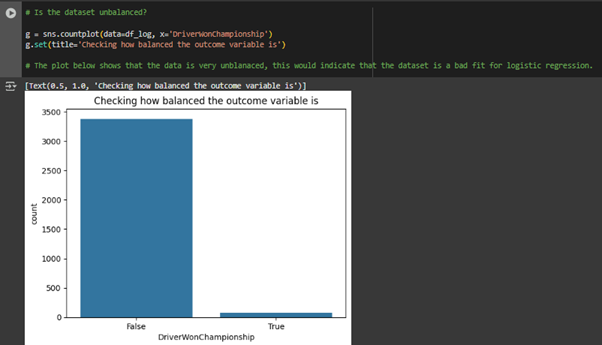 # Is the dataset unbalanced?
g = sns.countplot(data=df_log, x='DriverWonChampionship')
g.set(title='Checking how balanced the outcome variable is')
# The plot below shows that the data is very unblanaced, this would indicate that the dataset is a bad fit for logistic regression.
[Text(0.5, 1.0, 'Checking how balanced the outcome variable is')]
Checking how balanced the outcome variable is
3500
3000
2500
2000
1500
1000
500
0
count
False True
DriverWonChampionship